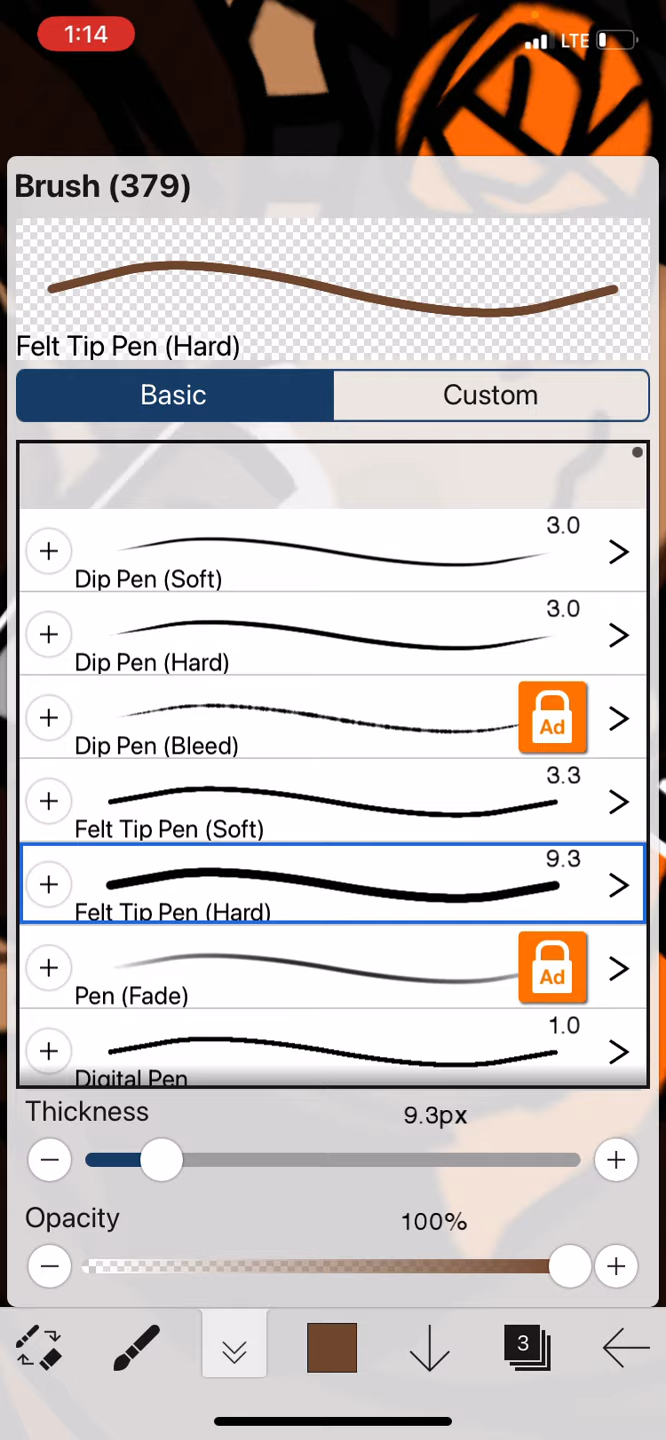 1:14
LTE
Brush (379)
Felt Tip Pen (Hard)
Basic
Custom
3.0
Dip Pen (Soft)
3.0
Dip Pen (Hard)
Ad
Dip Pen (Bleed)
3.3
Felt Tip Pen (Soft)
9.3
Felt Tip Pen (Hard)
Ad
Pen (Fade)
1.0
Digital Pen
Thickness
9.3px
Opacity
100%
3